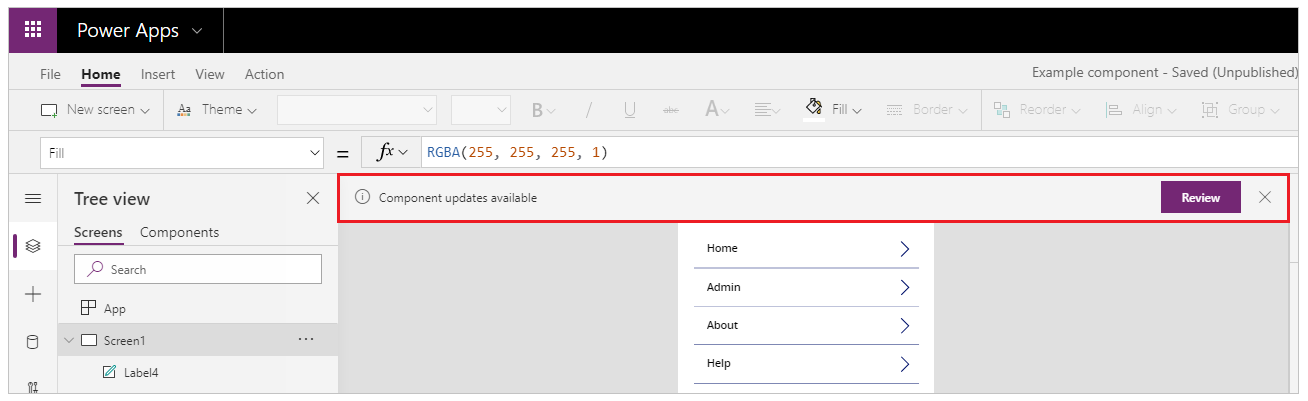 Power Apps
File Home Insert View Action
Example component - Saved (Unpublished)
New screen Aa Theme B / U abc A Fill Border Reorder Align Group
Fill = fx RGBA(255, 255, 255, 1)
Tree view
Component updates available Review
Screens Components
Search
App
Screen1 ...
Label4
Home
Admin
About
Help